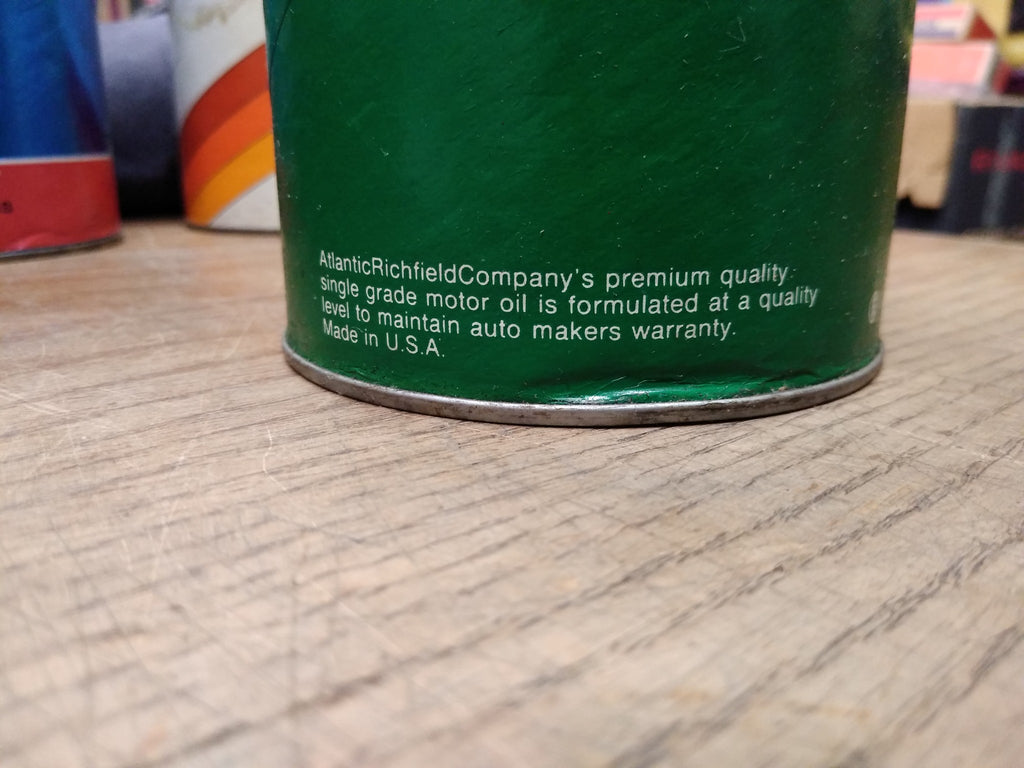 AtlanticRichfieldCompany's premium quality
single grade motor oil is formulated at a quality
level to maintain auto makers warranty.
Made in U.S.A.